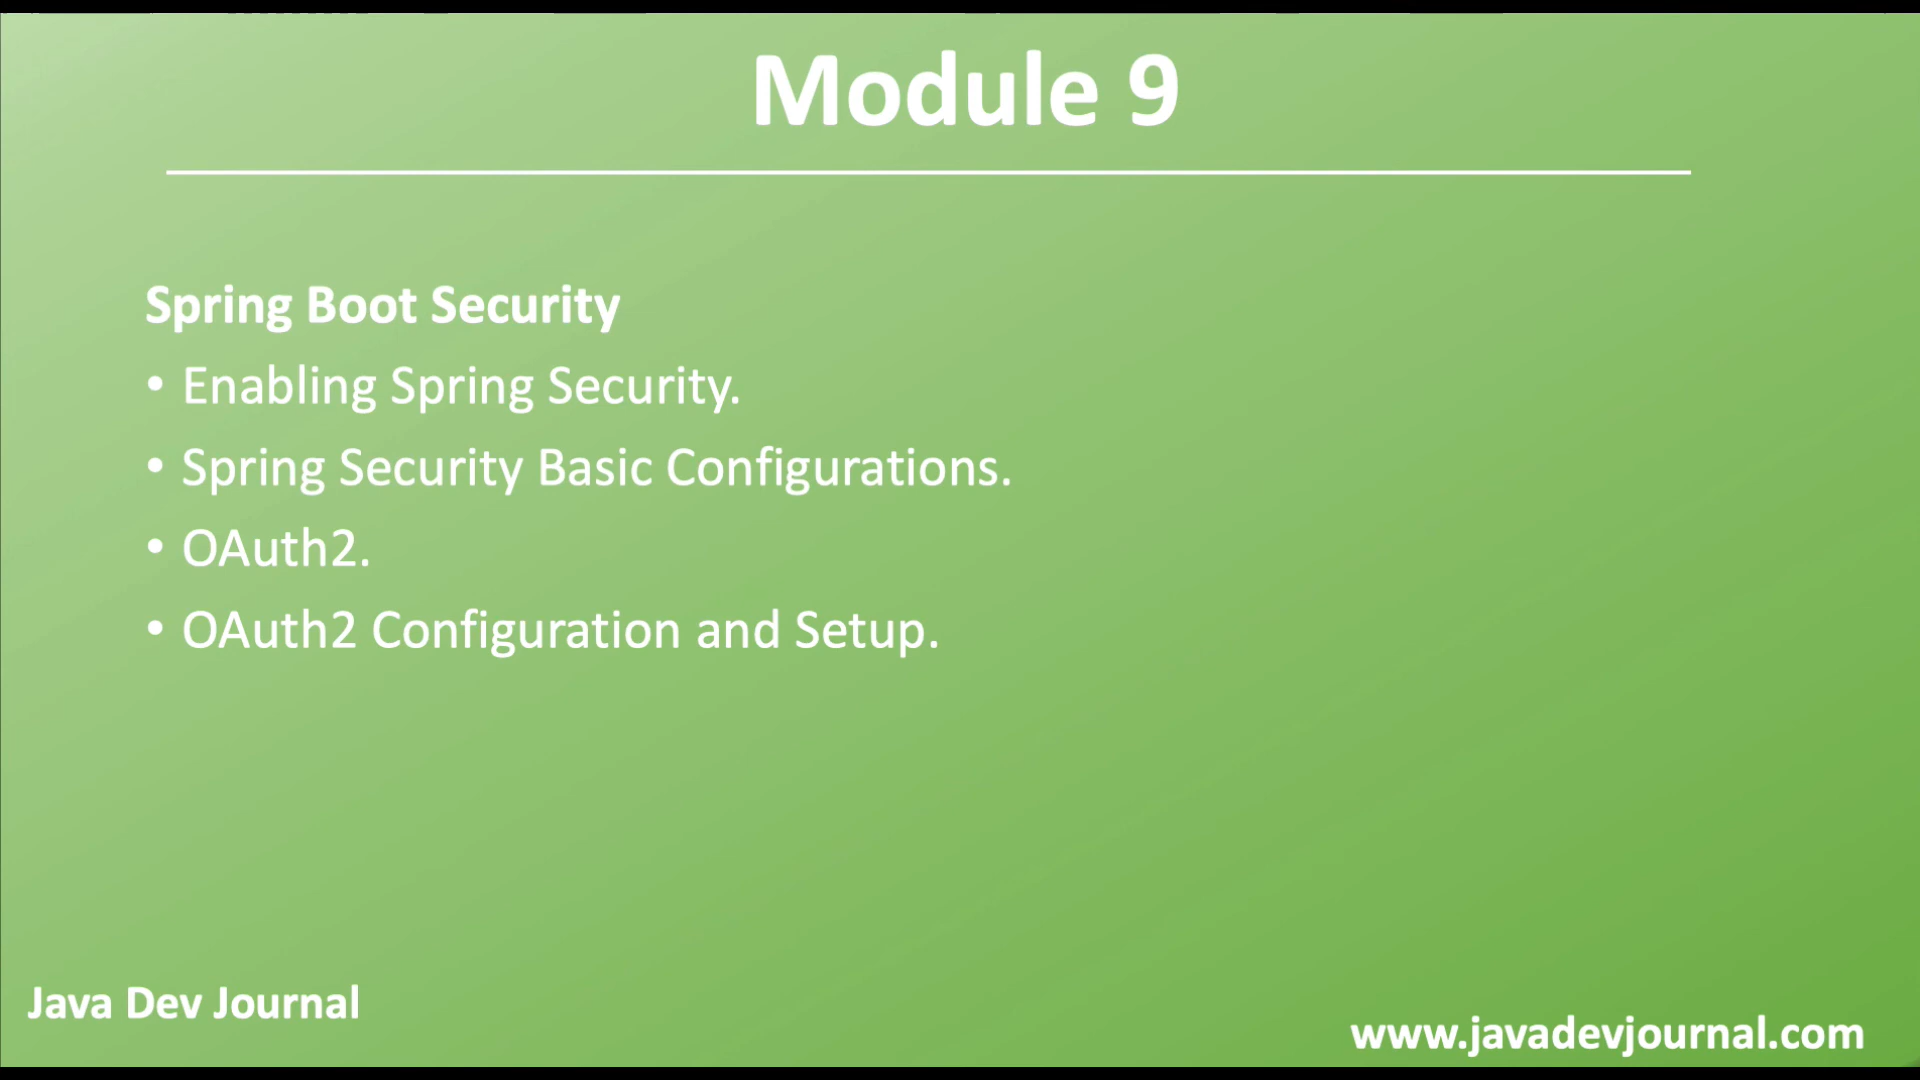 Module 9
Spring Boot Security
• Enabling Spring Security.
• Spring Security Basic Configurations.
• OAuth2.
• OAuth2 Configuration and Setup.
Java Dev Journal
www.javadevjournal.com